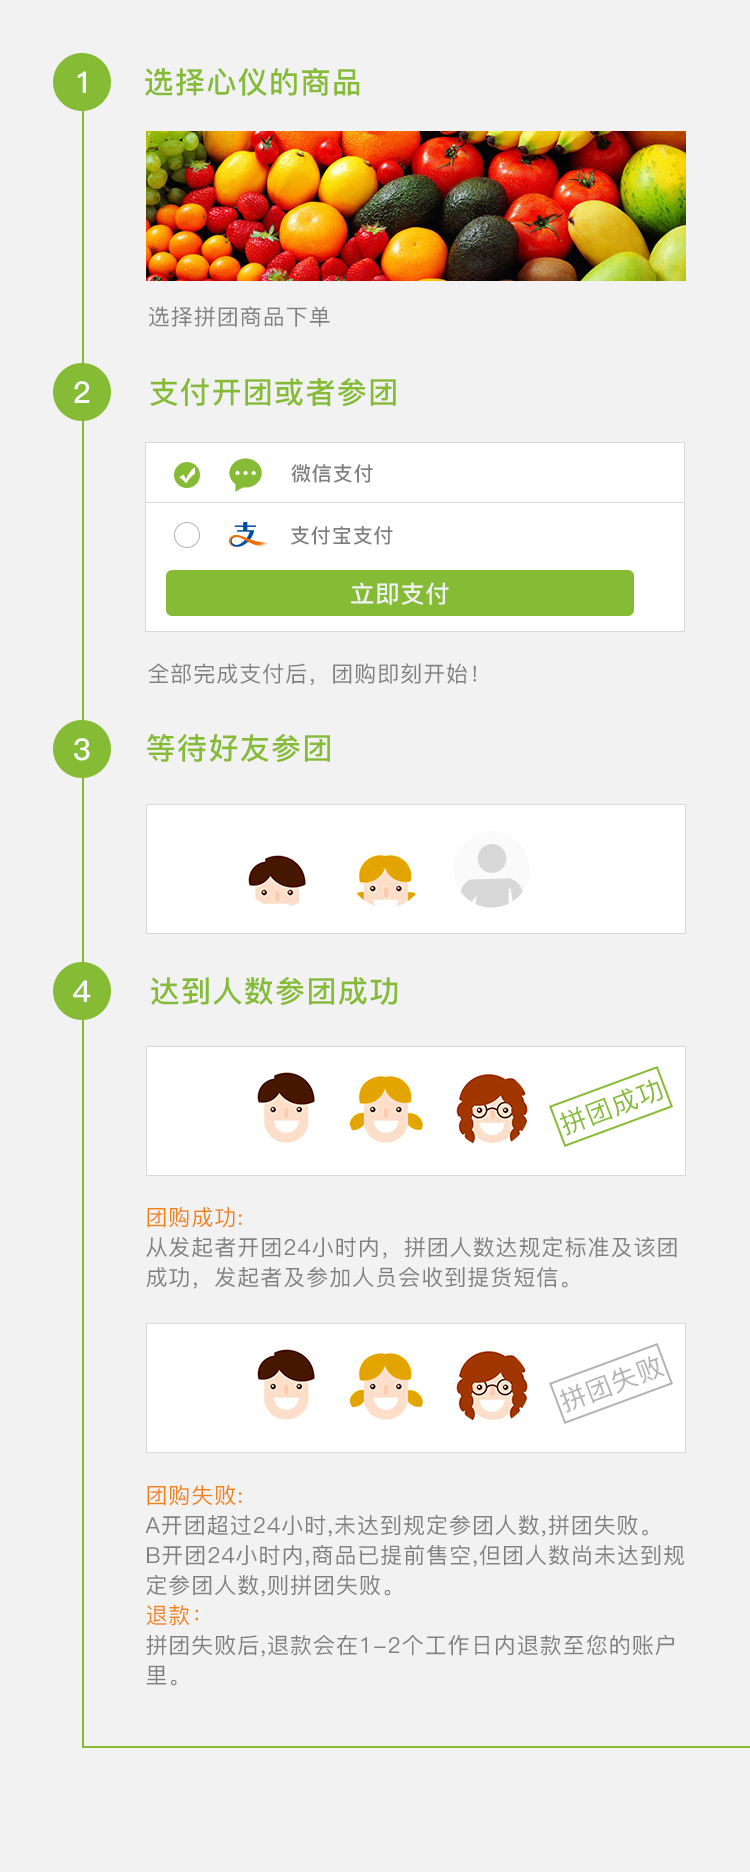 1
选择心仪的商品
选择拼团商品下单
2
支付开团或者参团
微信支付
支
支付宝支付
立即支付
全部完成支付后，团购即刻开始！
3
等待好友参团
4
达到人数参团成功
拼团成功
团购成功:
从发起者开团24小时内，拼团人数达规定标准及该团
成功，发起者及参加人员会收到提货短信。
拼团失败
团购失败:
A开团超过24小时,未达到规定参团人数,拼团失败。
B开团24小时内,商品已提前售空,但团人数尚未达到规
定参团人数,则拼团失败。
退款：
拼团失败后,退款会在1-2个工作日内退款至您的账户
里。